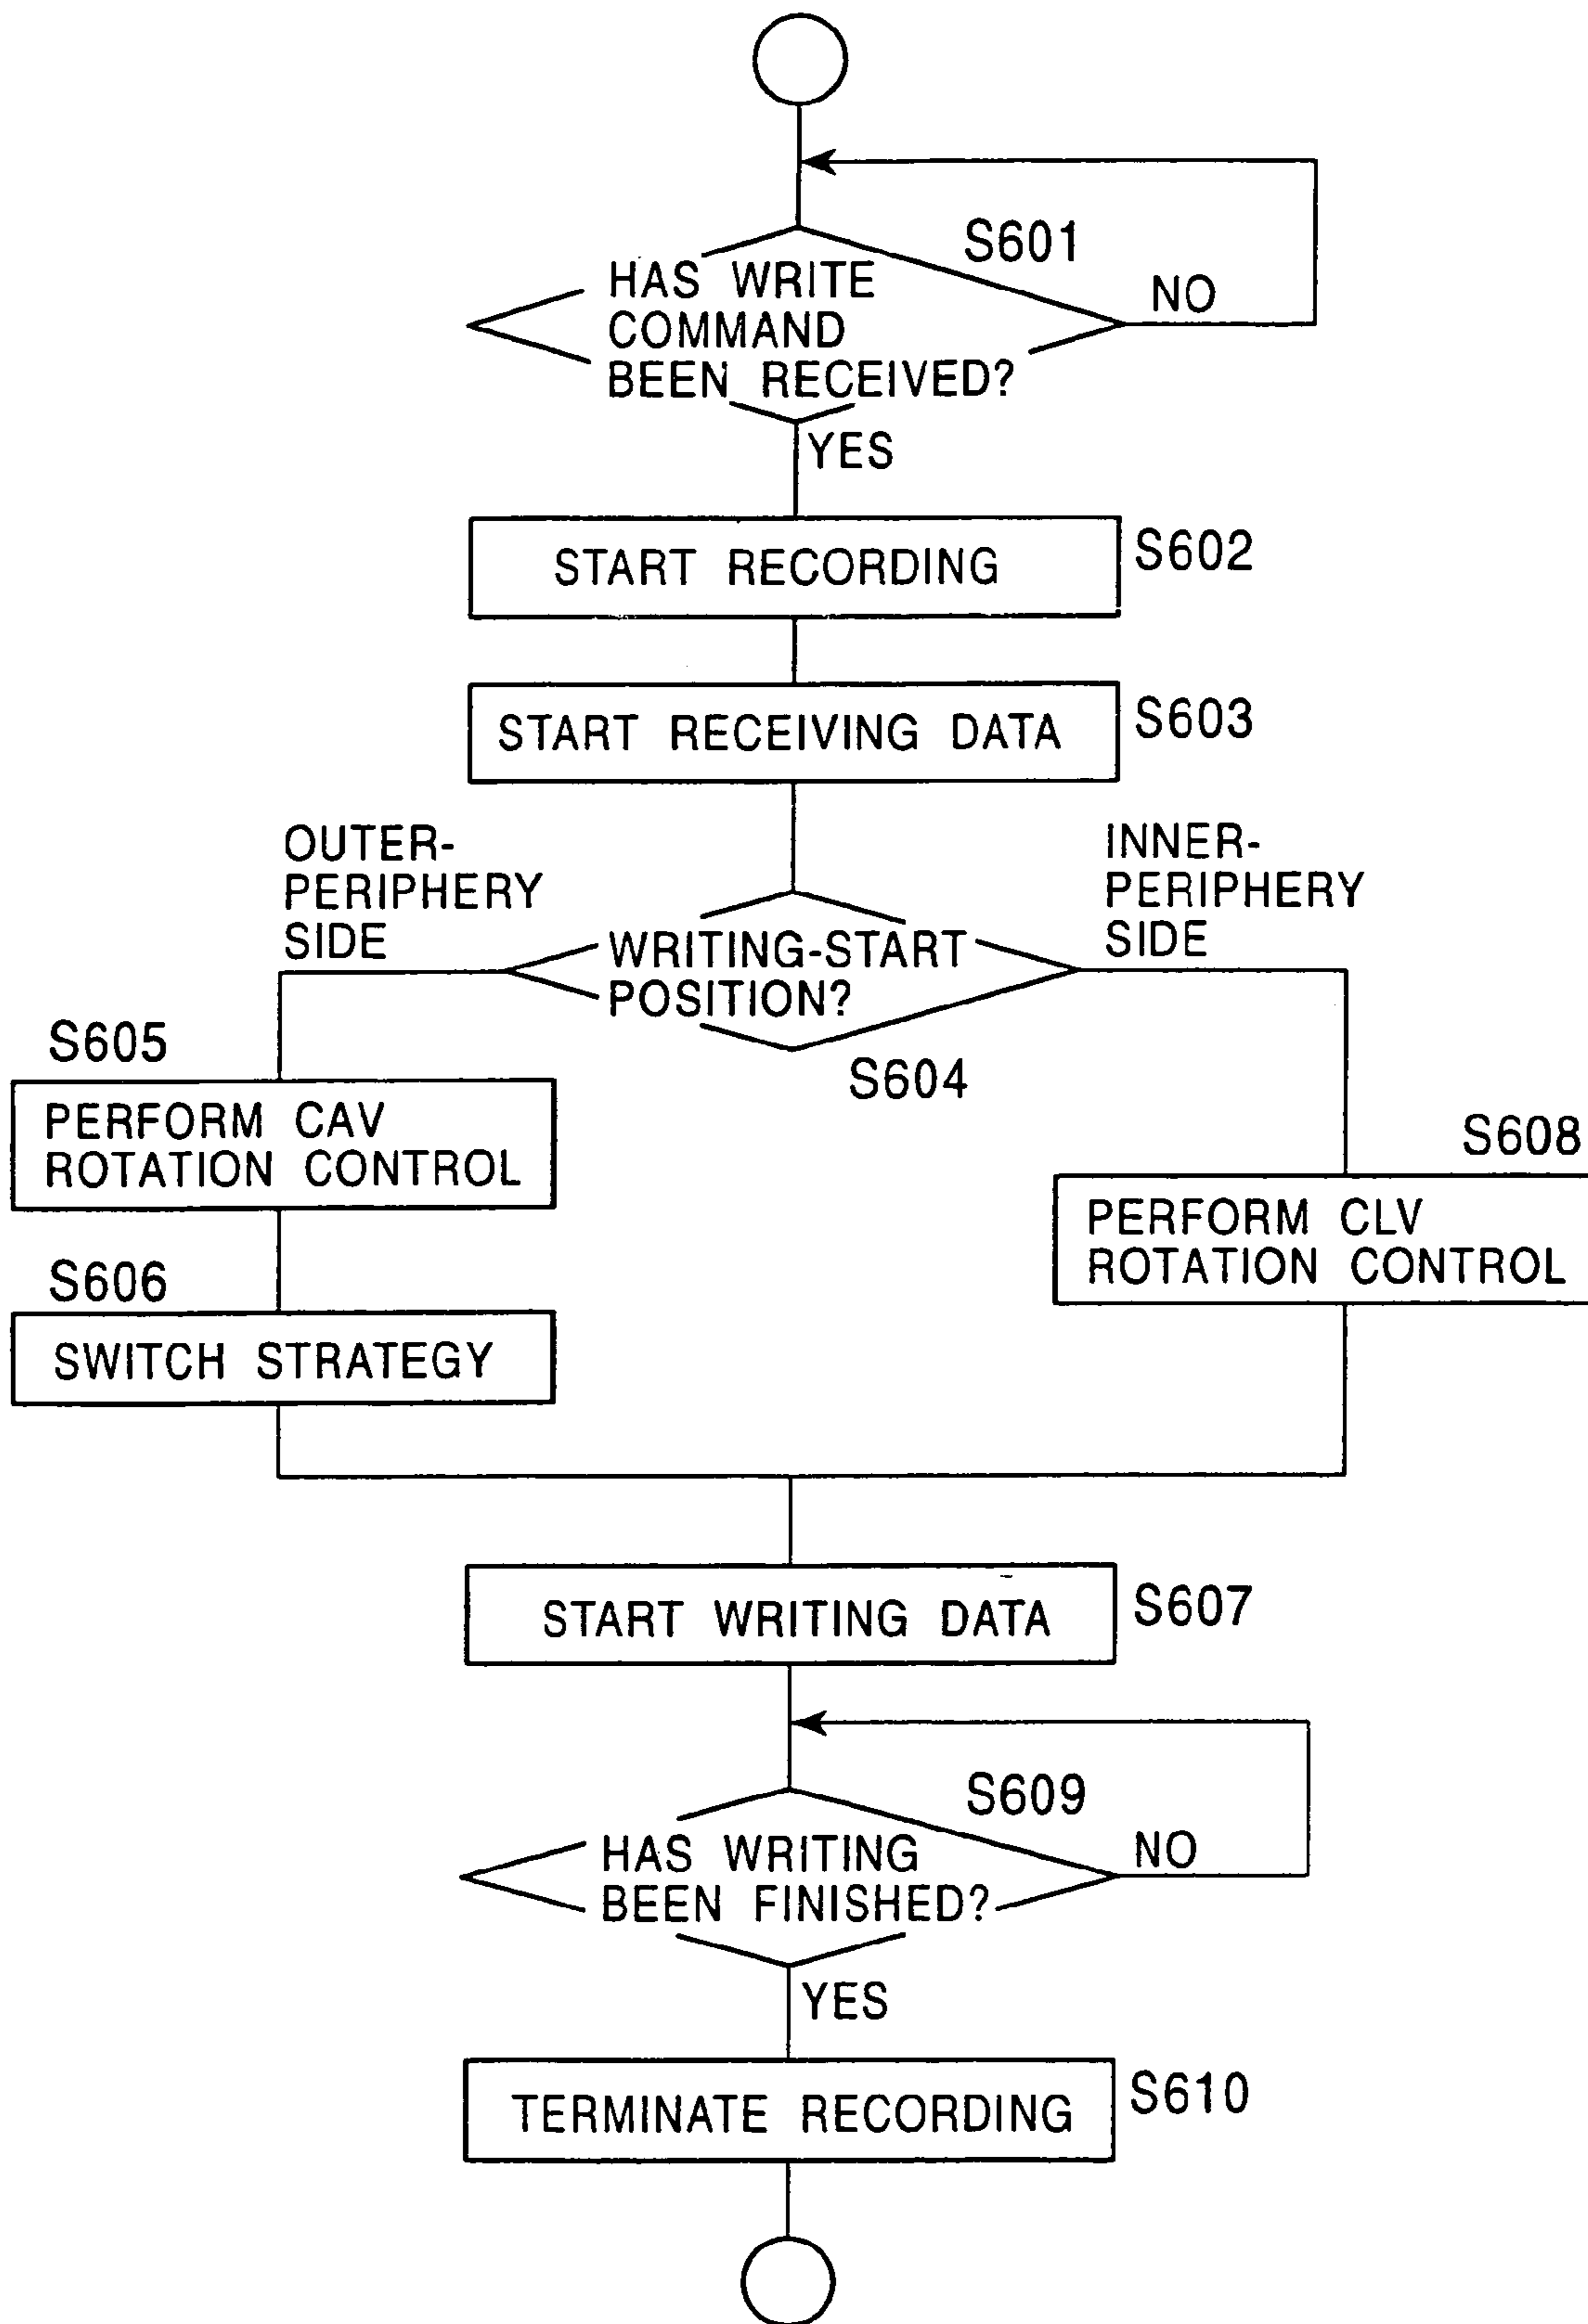 S601
HAS WRITE
COMMAND
BEEN RECEIVED?
NO
YES
START RECORDING
S602
START RECEIVING DATA
S603
OUTER-
PERIPHERY
SIDE
INNER-
PERIPHERY
SIDE
WRITING-START
POSITION?
S604
S605
PERFORM CAV
ROTATION CONTROL
S608
PERFORM CLV
ROTATION CONTROL
S606
SWITCH STRATEGY
START WRITING DATA
S607
S609
HAS WRITING
BEEN FINISHED?
NO
YES
TERMINATE RECORDING
S610